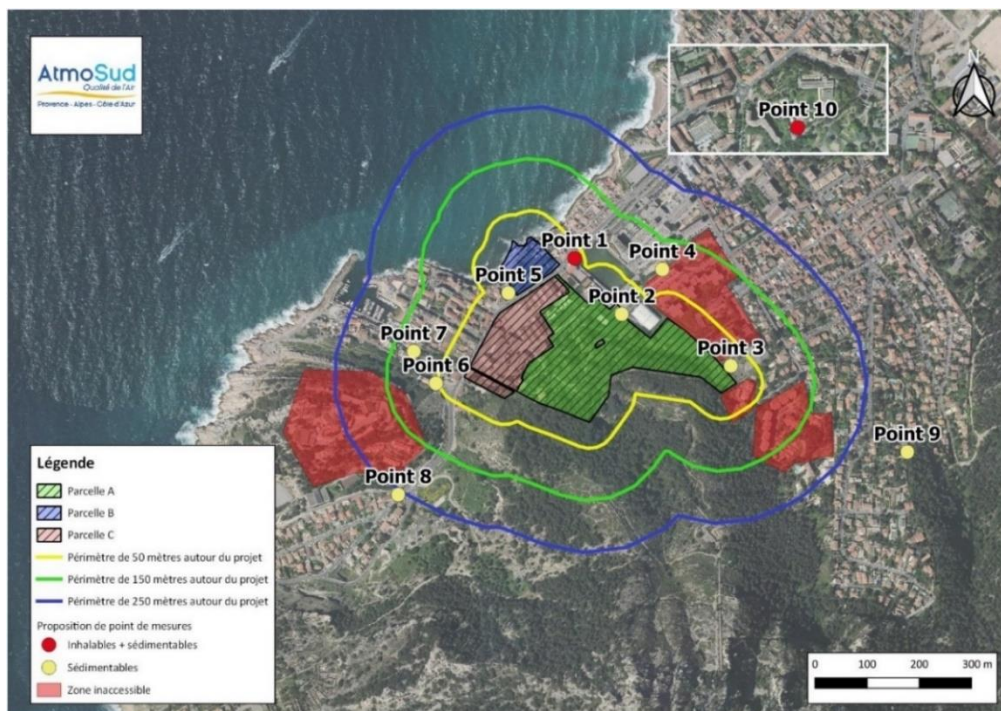 AtmoSud
Qualité de l'Air
Provence - Alpes - Côte d'Azur
N
Point 10
Point 1
Point 4
Point 5
Point 2
Point 7
Point 3
Point 6
Point 9
Point 8
Légende
Parcelle A
Parcelle B
Parcelle C
Périmètre de 50 mètres autour du projet
Périmètre de 150 mètres autour du projet
Périmètre de 250 mètres autour du projet
Proposition de point de mesures
Inhalables + sédimentables
Sédimentables
Zone inaccessible
0 100 200 300 m